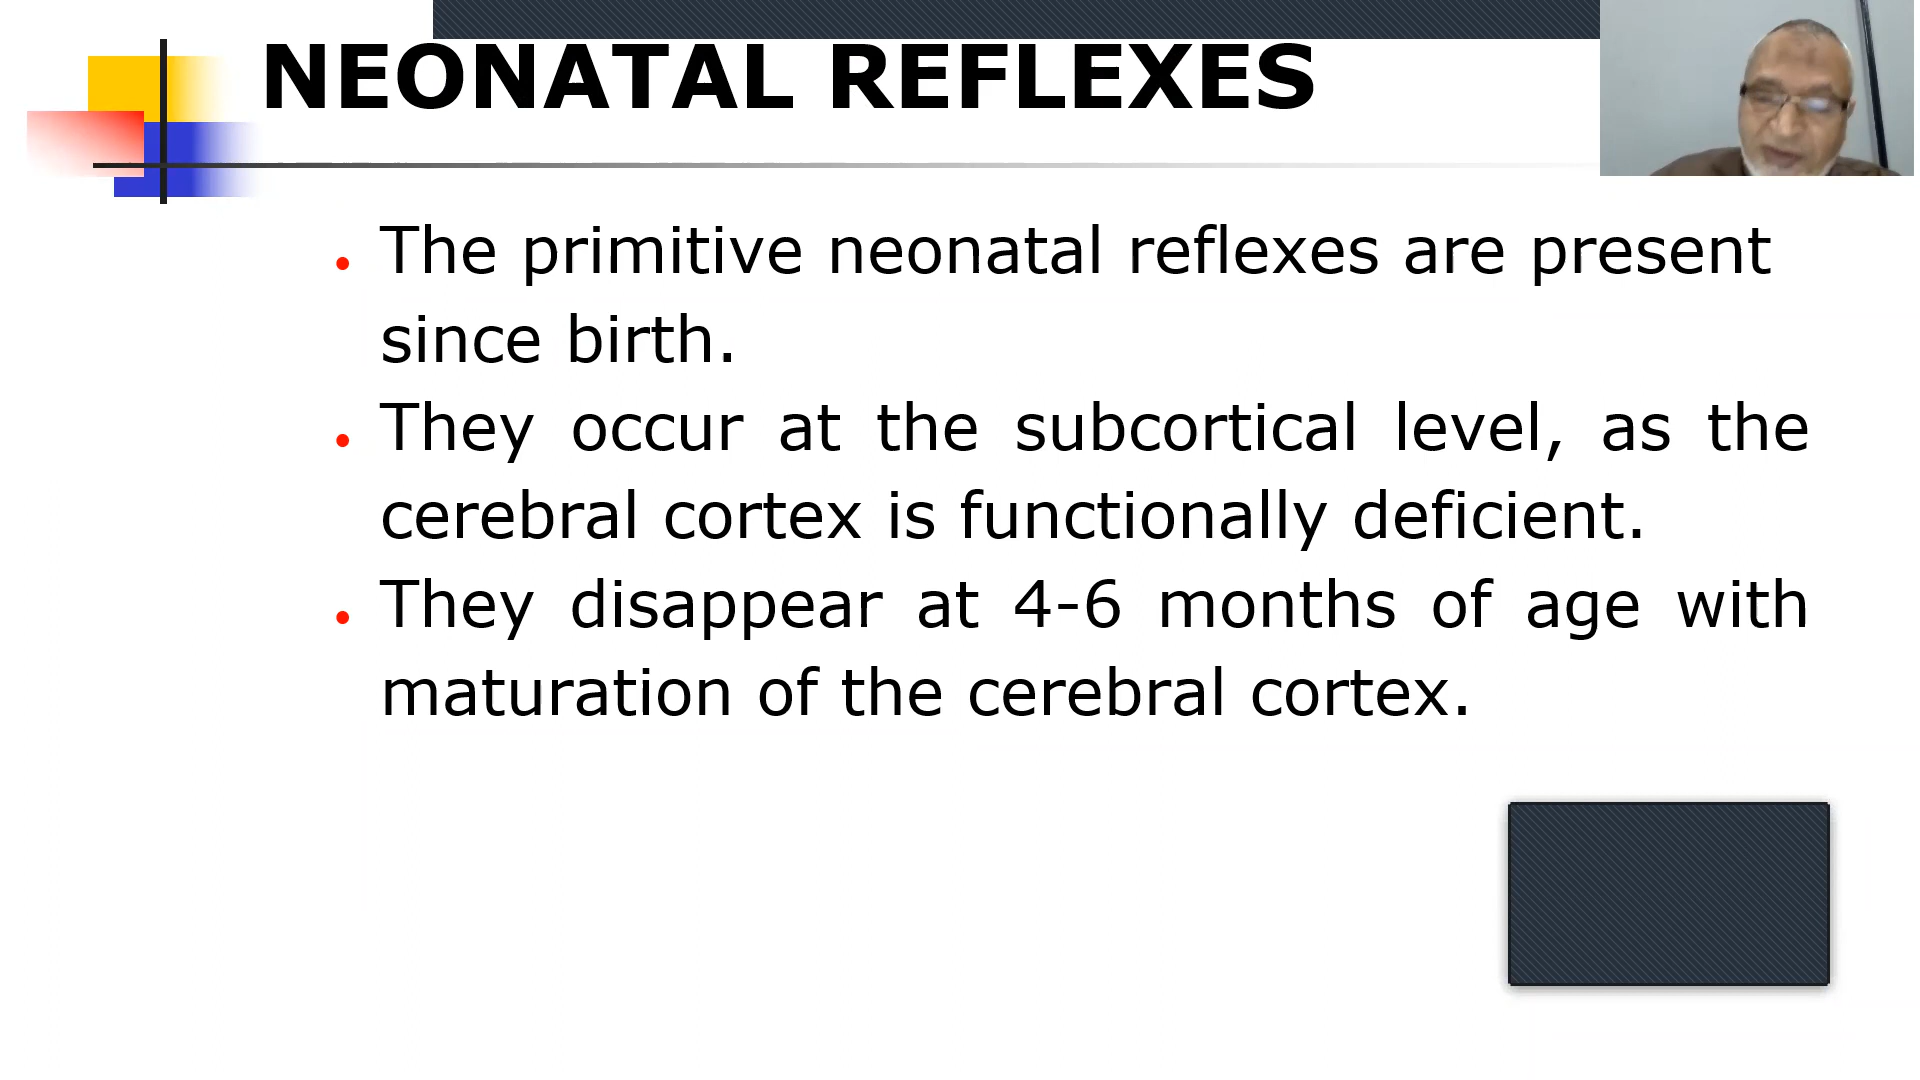 NEONATAL REFLEXES
• The primitive neonatal reflexes are present
since birth.
• They occur at the subcortical level, as the
cerebral cortex is functionally deficient.
• They disappear at 4-6 months of age with
maturation of the cerebral cortex.